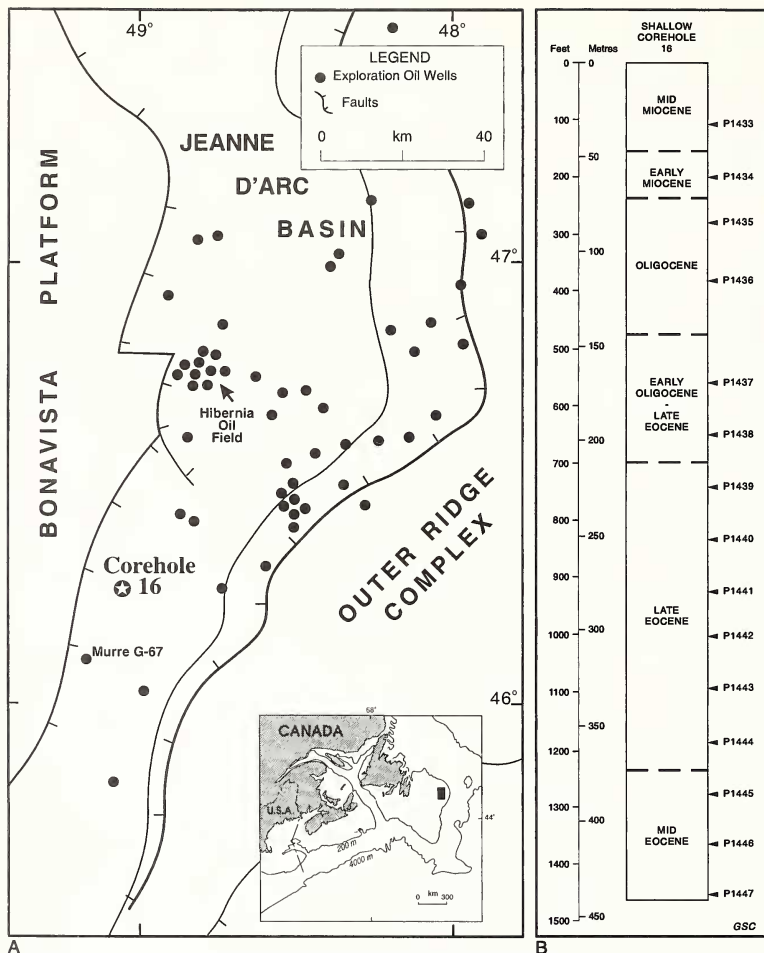 49°
48°
LEGEND
Exploration Oil Wells
Faults
0 km 40
JEANNE
D'ARC
BASIN
47°
BONAVISTA PLATFORM
Hibernia
Oil
Field
OUTER RIDGE
COMPLEX
Corehole
16
Murre G-67
46°
58°
CANADA
U.S.A.
44°
200 m
4000 m
km
0 300
A
SHALLOW
COREHOLE
16
Feet Metres
0 0
100
50
200
300
100
400
500
150
600
200
700
800
250
900
1000
300
1100
350
1200
1300
400
1400
450
1500
MID
MIOCENE
EARLY
MIOCENE
OLIGOCENE
EARLY
OLIGOCENE
-
LATE
EOCENE
LATE
EOCENE
MID
EOCENE
P1433
P1434
P1435
P1436
P1437
P1438
P1439
P1440
P1441
P1442
P1443
P1444
P1445
P1446
P1447
GSC
B